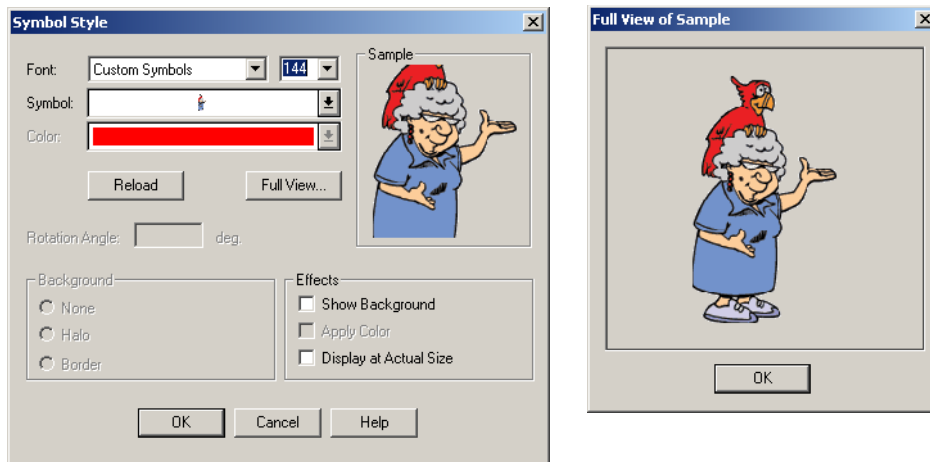 Symbol Style
Font: Custom Symbols 144
Symbol:
Color:
Reload Full View...
Rotation Angle: deg.
Sample
Background
None
Halo
Border
Effects
Show Background
Apply Color
Display at Actual Size
OK Cancel Help
Full View of Sample
OK